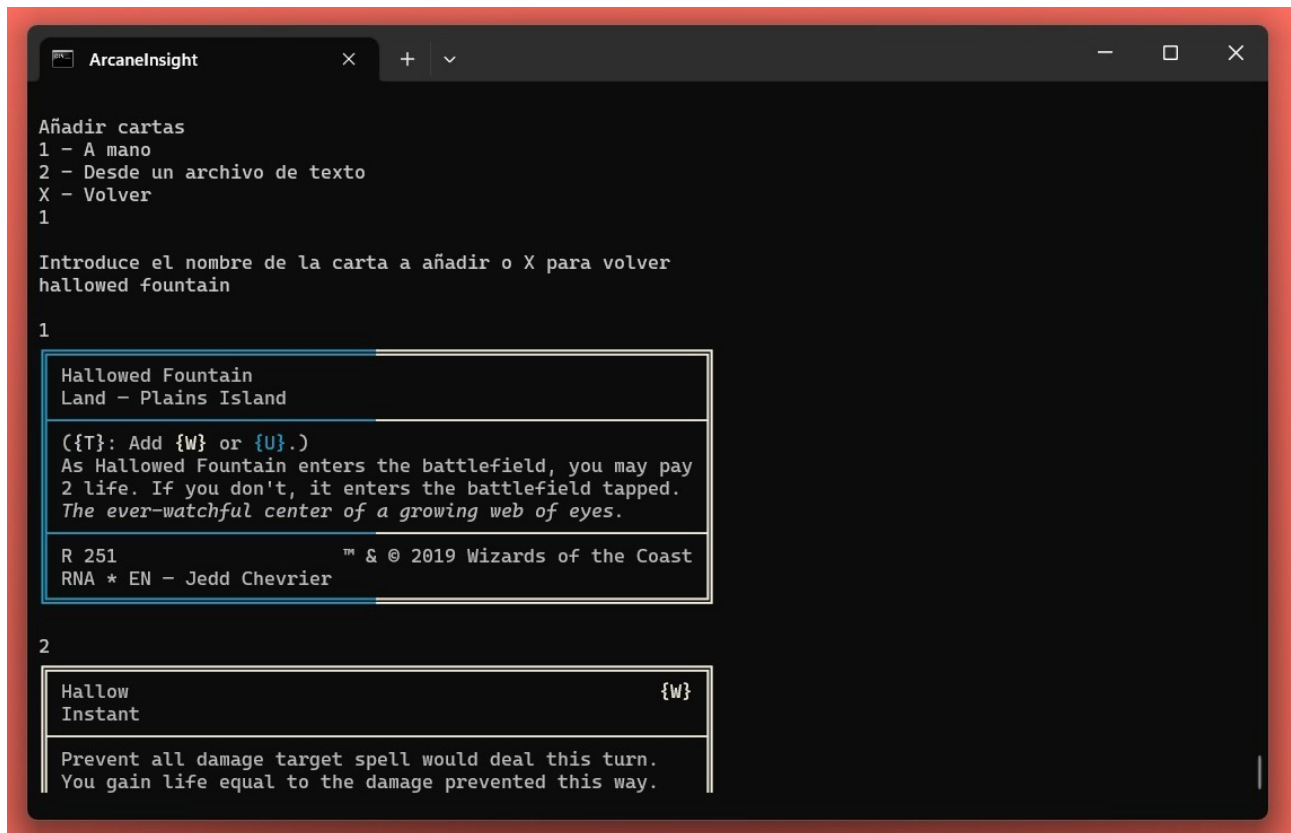 ArcaneInsight
Añadir cartas
1 – A mano
2 – Desde un archivo de texto
X – Volver
1
Introduce el nombre de la carta a añadir o X para volver
hallowed fountain
1
Hallowed Fountain
Land — Plains Island
({T}: Add {W} or {U}.)
As Hallowed Fountain enters the battlefield, you may pay
2 life. If you don't, it enters the battlefield tapped.
The ever-watchful center of a growing web of eyes.
R 251 ™ & © 2019 Wizards of the Coast
RNA * EN — Jedd Chevrier
2
Hallow {W}
Instant
Prevent all damage target spell would deal this turn.
You gain life equal to the damage prevented this way.